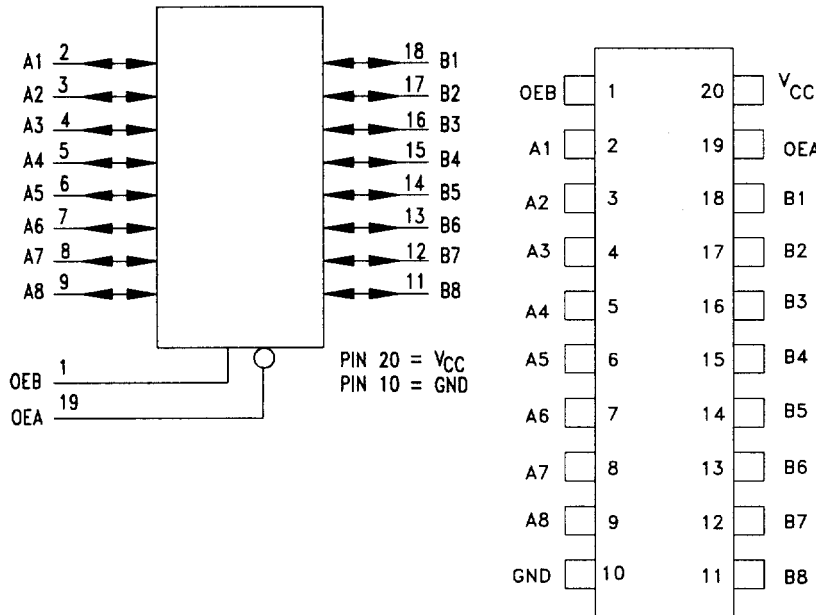 A1 2 18 B1
A2 3 17 B2
A3 4 16 B3
A4 5 15 B4
A5 6 14 B5
A6 7 13 B6
A7 8 12 B7
A8 9 11 B8
OEB 1
OEA 19
PIN 20 = VCC
PIN 10 = GND
OEB 1 20 VCC
A1 2 19 OEA
A2 3 18 B1
A3 4 17 B2
A4 5 16 B3
A5 6 15 B4
A6 7 14 B5
A7 8 13 B6
A8 9 12 B7
GND 10 11 B8